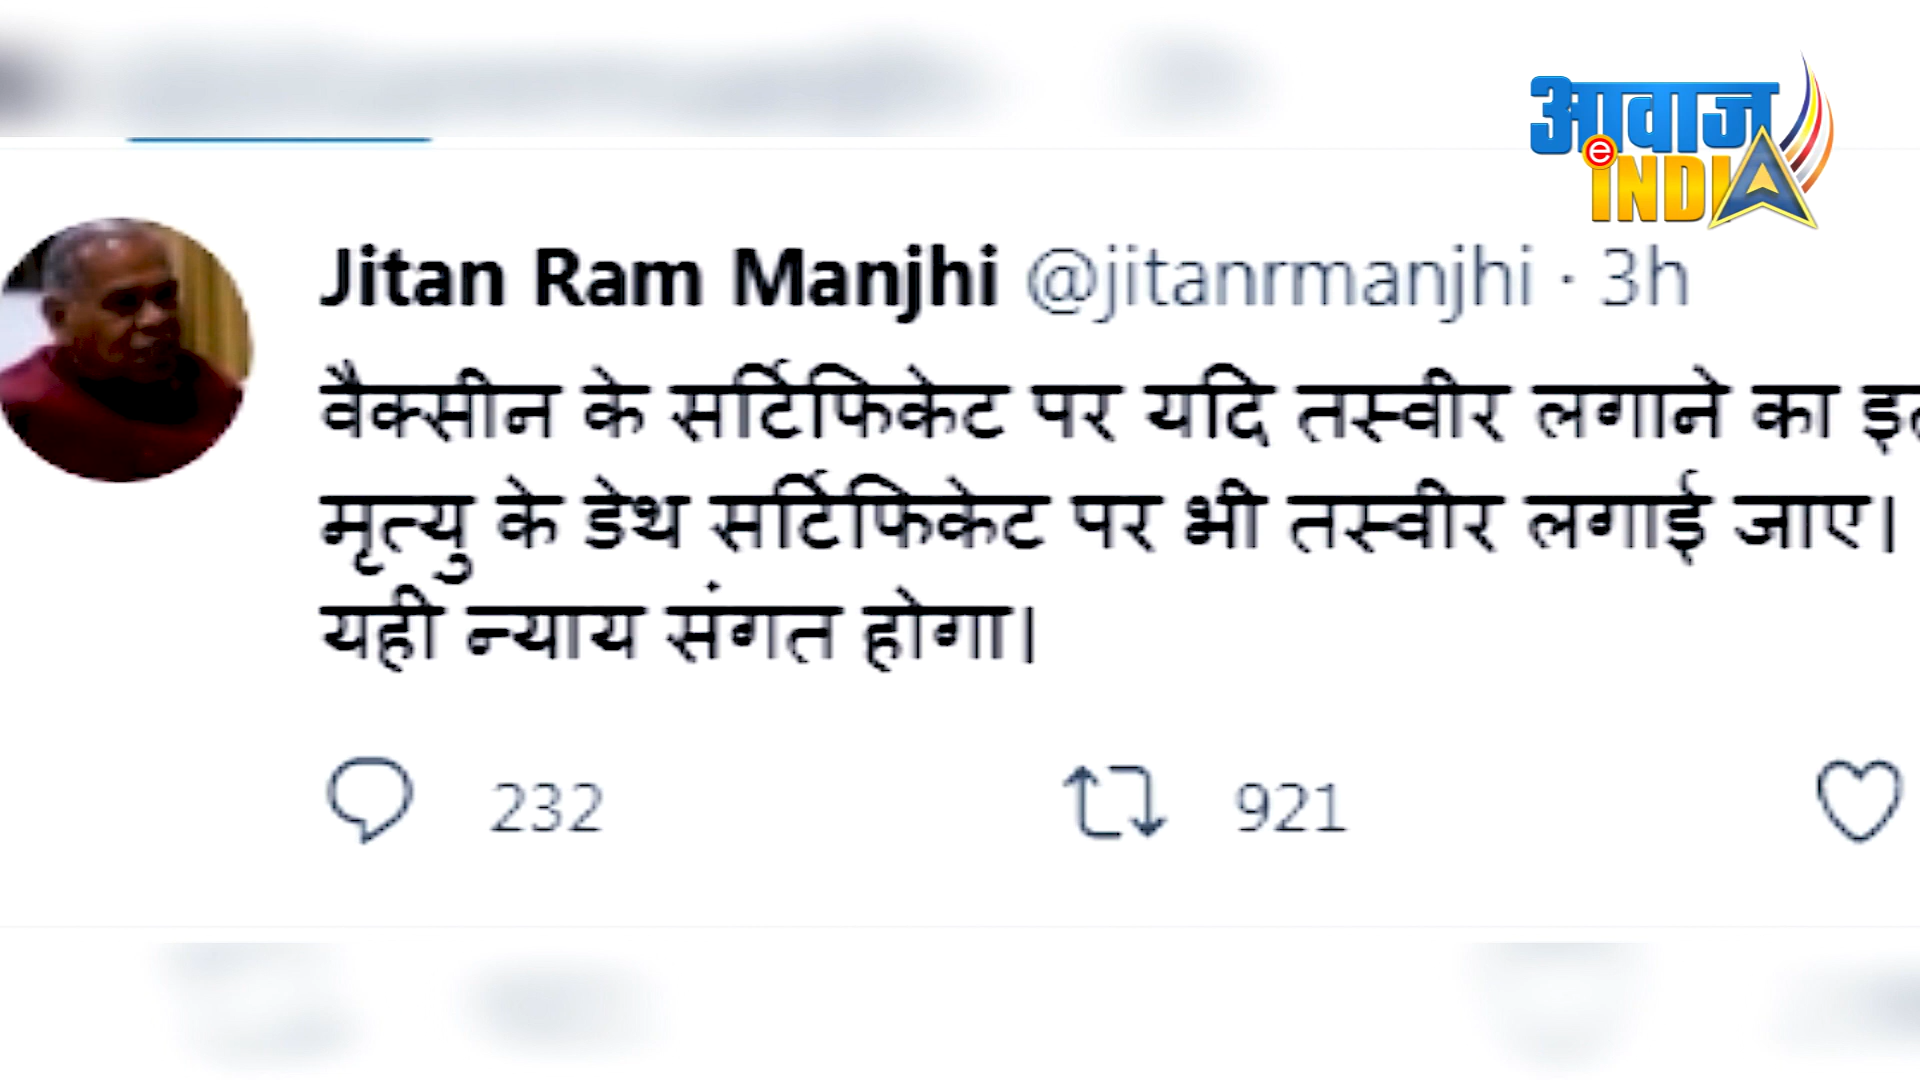 आवाज
e
INDIA
Jitan Ram Manjhi @jitanrmanjhi · 3h
वैक्सीन के सर्टिफिकेट पर यदि तस्वीर लगाने का
मृत्यु के डेथ सर्टिफिकेट पर भी तस्वीर लगाई जाए।
यही न्याय संगत होगा।
232 921